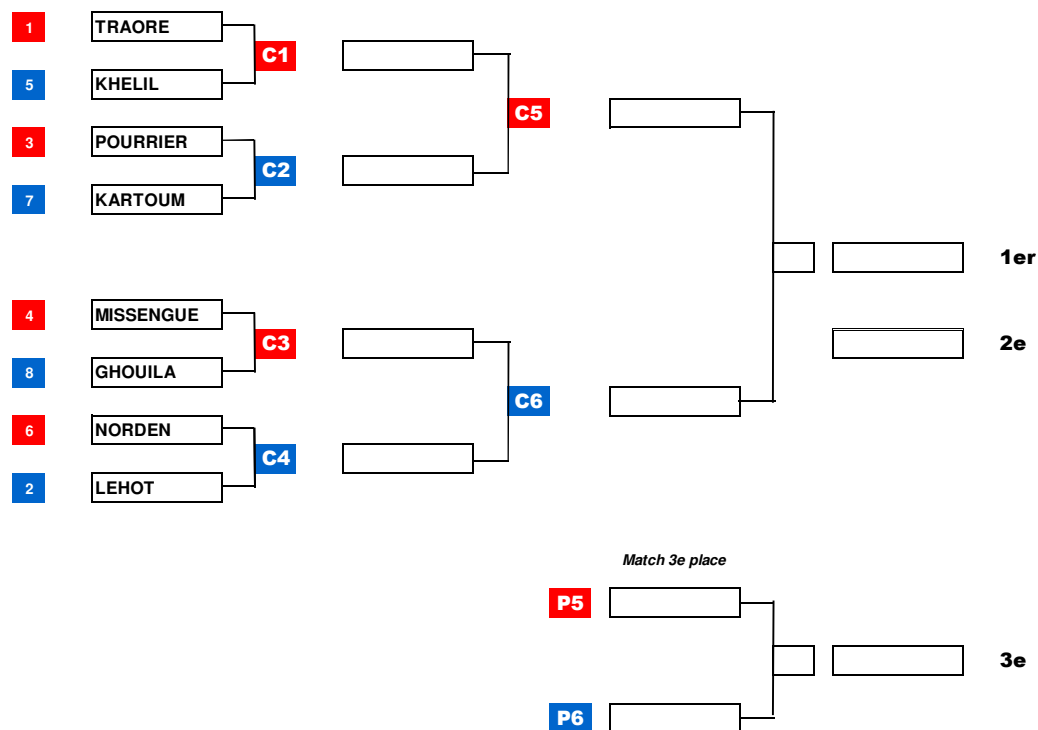 1 TRAORE
C1
5 KHELIL
C5
3 POURRIER
C2
7 KARTOUM
1er
4 MISSENGUE
C3
2e
8 GHOUILA
C6
6 NORDEN
C4
2 LEHOT
Match 3e place
P5
3e
P6